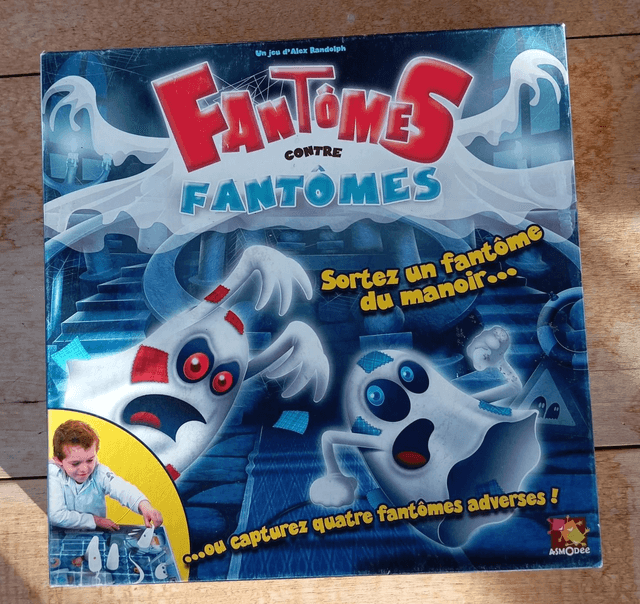 Un jeu d'Alex Randolph
FANTÔMES
CONTRE
FANTÔMES
Sortez un fantôme
du manoir...
...ou capturez quatre fantômes adverses !
ASMODee